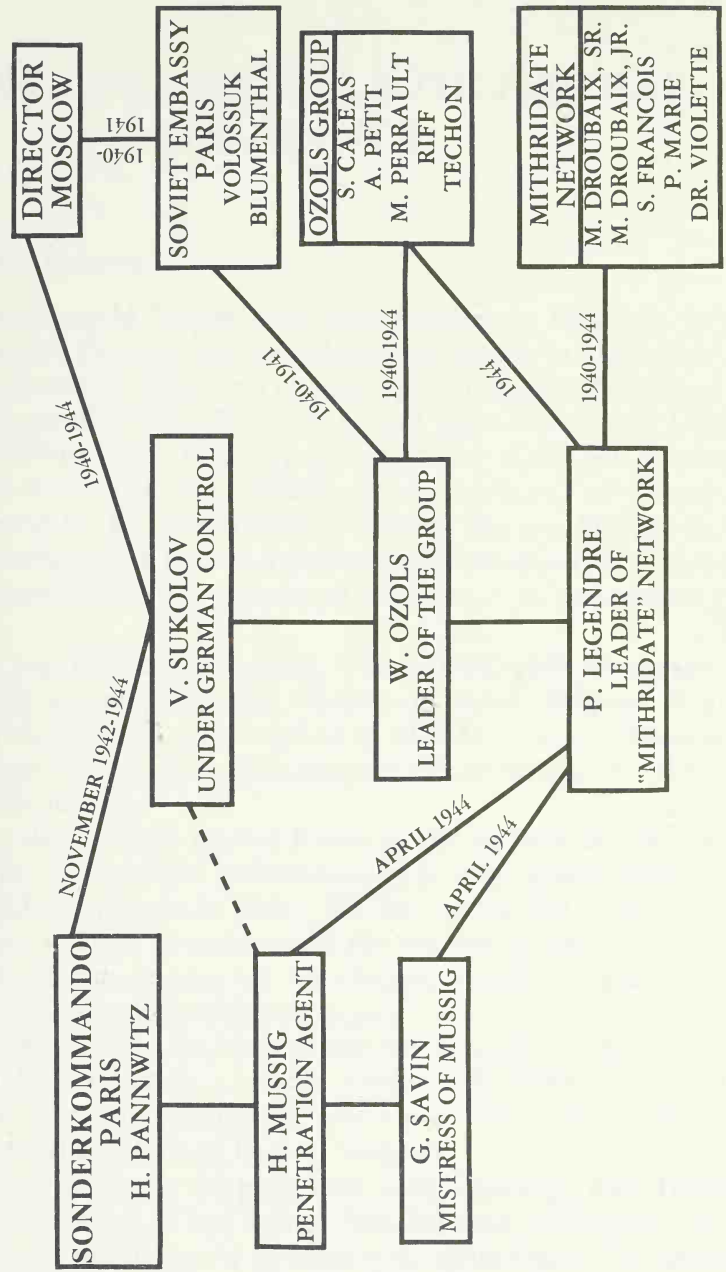 SONDERKOMMANDO
PARIS
H. PANNWITZ
DIRECTOR
MOSCOW
NOVEMBER 1942-1944
1940-1944
1940-
1941
V. SUKOLOV
UNDER GERMAN CONTROL
SOVIET EMBASSY
PARIS
VOLOSSUK
BLUMENTHAL
H. MUSSIG
PENETRATION AGENT
1940-1941
W. OZOLS
LEADER OF THE GROUP
1940-1944
OZOLS GROUP
S. CALEAS
A. PETIT
M. PERRAULT
RIFF
TECHON
G. SAVIN
MISTRESS OF MUSSIG
APRIL 1944
APRIL 1944
1944
P. LEGENDRE
LEADER OF
"MITHRIDATE" NETWORK
1940-1944
MITHRIDATE
NETWORK
M. DROUBAIX, SR.
M. DROUBAIX, JR.
S. FRANCOIS
P. MARIE
DR. VIOLETTE